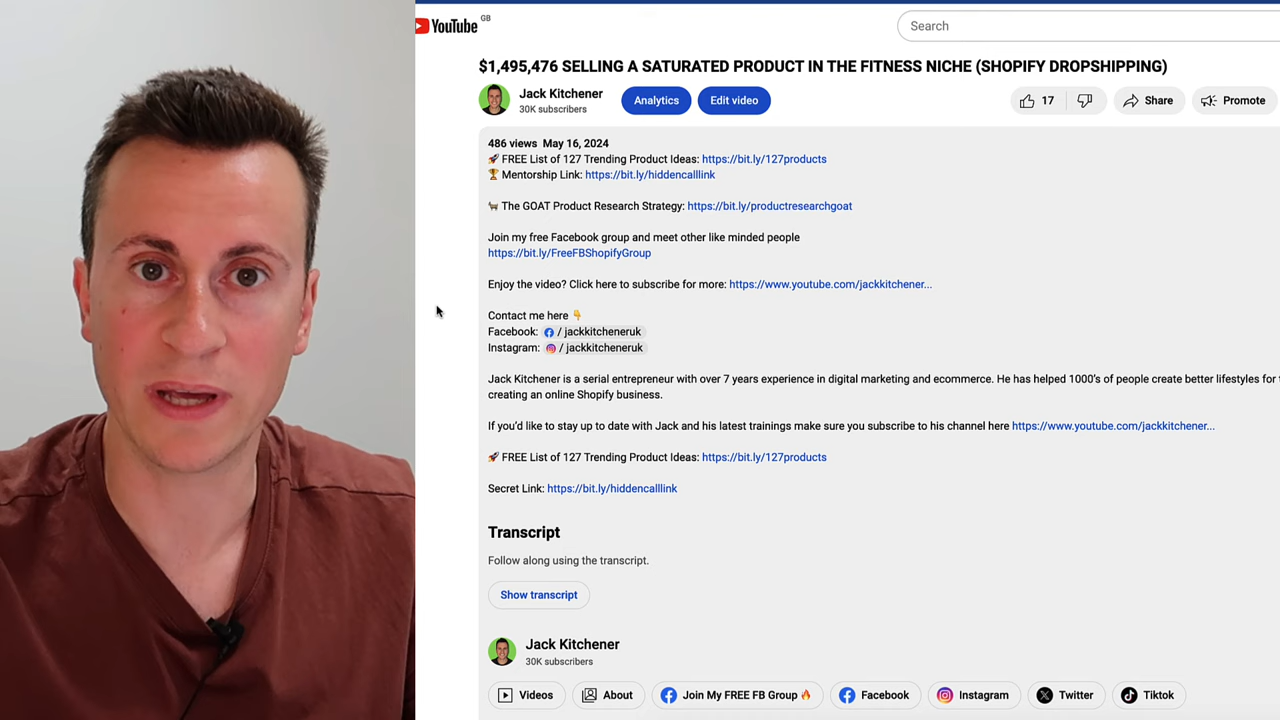 YouTube GB
Search
$1,495,476 SELLING A SATURATED PRODUCT IN THE FITNESS NICHE (SHOPIFY DROPSHIPPING)
Jack Kitchener
30K subscribers
Analytics
Edit video
17
Share
Promote
486 views May 16, 2024
🚀 FREE List of 127 Trending Product Ideas: https://bit.ly/127products
🏆 Mentorship Link: https://bit.ly/hiddencalllink
🐐 The GOAT Product Research Strategy: https://bit.ly/productresearchgoat
Join my free Facebook group and meet other like minded people
https://bit.ly/FreeFBShopifyGroup
Enjoy the video? Click here to subscribe for more: https://www.youtube.com/jackkitchener...
Contact me here 👇
Facebook: / jackkitcheneruk
Instagram: / jackkitcheneruk
Jack Kitchener is a serial entrepreneur with over 7 years experience in digital marketing and ecommerce. He has helped 1000's of people create better lifestyles for
creating an online Shopify business.
If you'd like to stay up to date with Jack and his latest trainings make sure you subscribe to his channel here https://www.youtube.com/jackkitchener...
🚀 FREE List of 127 Trending Product Ideas: https://bit.ly/127products
Secret Link: https://bit.ly/hiddencalllink
Transcript
Follow along using the transcript.
Show transcript
Jack Kitchener
30K subscribers
Videos
About
Join My FREE FB Group 🔥
Facebook
Instagram
Twitter
Tiktok